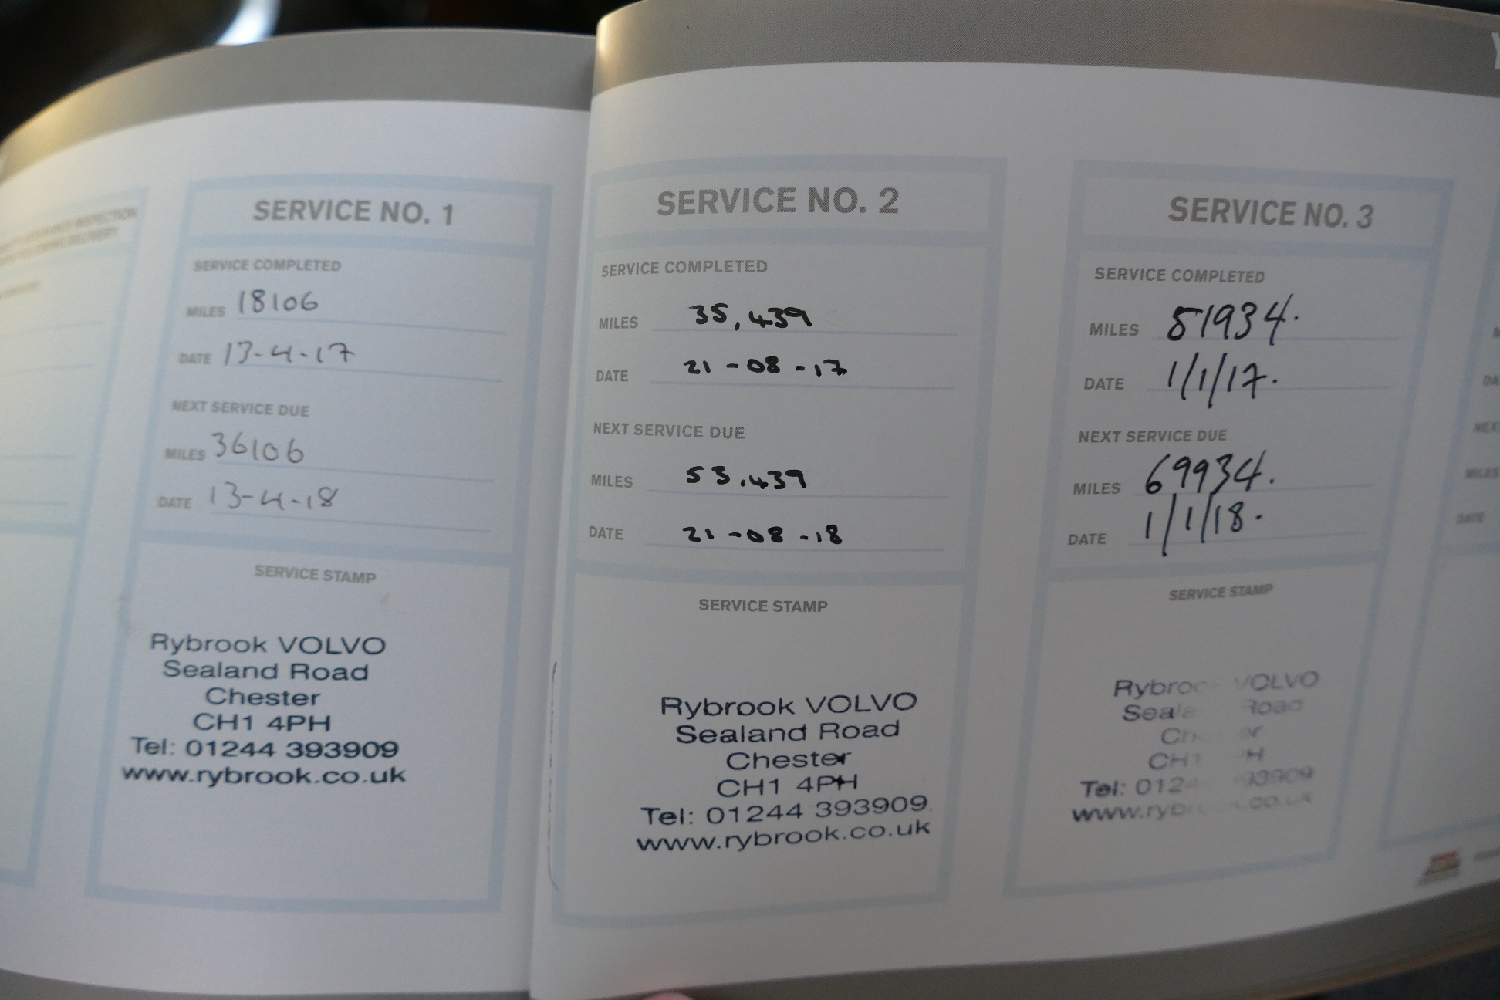 SERVICE NO. 1
SERVICE COMPLETED
MILES 18106
DATE 13-4-17
NEXT SERVICE DUE
MILES 36106
DATE 13-4-18
SERVICE STAMP
Rybrook VOLVO
Sealand Road
Chester
CH1 4PH
Tel: 01244 393909
www.rybrook.co.uk
SERVICE NO. 2
SERVICE COMPLETED
MILES 35,439
DATE 21-08-17
NEXT SERVICE DUE
MILES 53,439
DATE 21-08-18
SERVICE STAMP
Rybrook VOLVO
Sealand Road
Chester
CH1 4PH
Tel: 01244 393909
www.rybrook.co.uk
SERVICE NO. 3
SERVICE COMPLETED
MILES 51934.
DATE 1/1/17.
NEXT SERVICE DUE
MILES 69934.
DATE 1/1/18.
SERVICE STAMP
VOLVO
Road
Tel: